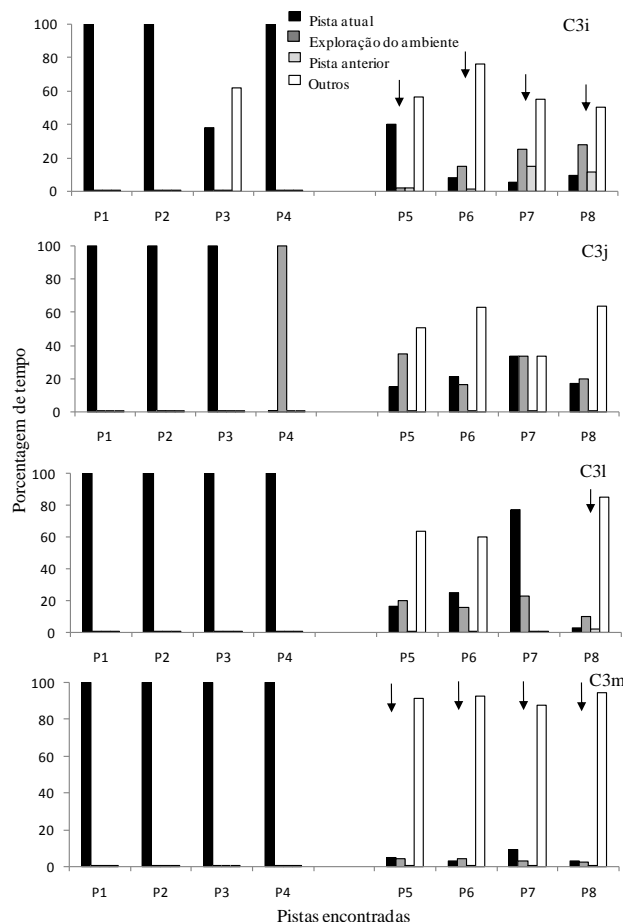 Pista atual
Exploração do ambiente
Pista anterior
Outros
C3i
100
80
60
40
20
0
P1 P2 P3 P4 P5 P6 P7 P8
C3j
100
80
60
40
20
0
P1 P2 P3 P4 P5 P6 P7 P8
C3l
100
80
60
40
20
0
P1 P2 P3 P4 P5 P6 P7 P8
C3m
100
80
60
40
20
0
P1 P2 P3 P4 P5 P6 P7 P8
Porcentagem de tempo
Pistas encontradas